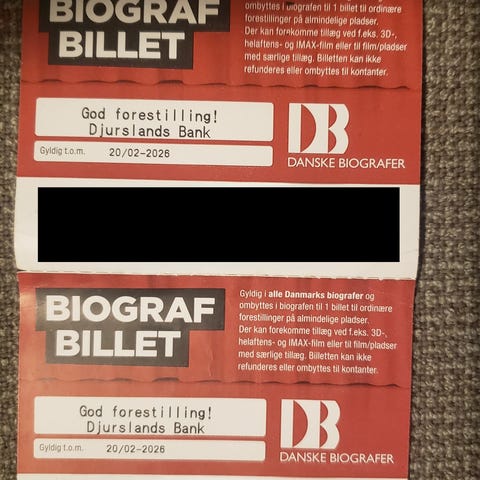 BIOGRAF
BILLET
ombyttes i biografen til 1 billet til ordinære
forestillinger på almindelige pladser.
Der kan forekomme tillæg ved f.eks. 3D-,
helaftens- og IMAX-film eller til film/pladser
med særlige tillæg. Billetten kan ikke
refunderes eller ombyttes til kontanter.
God forestilling!
Djurslands Bank
Gyldig t.o.m. 20/02-2026
DB
DANSKE BIOGRAFER
BIOGRAF
BILLET
Gyldig i alle Danmarks biografer og
ombyttes i biografen til 1 billet til ordinære
forestillinger på almindelige pladser.
Der kan forekomme tillæg ved f.eks. 3D-,
helaftens- og IMAX-film eller til film/pladser
med særlige tillæg. Billetten kan ikke
refunderes eller ombyttes til kontanter.
God forestilling!
Djurslands Bank
Gyldig t.o.m. 20/02-2026
DB
DANSKE BIOGRAFER